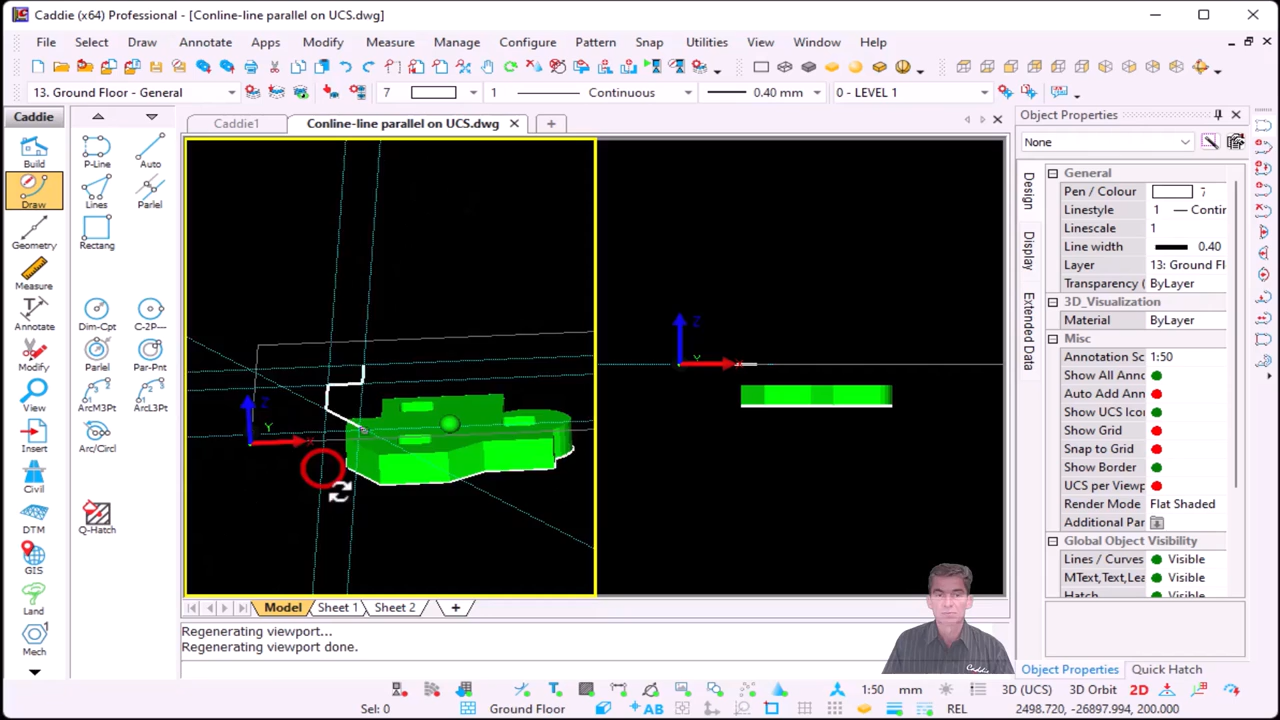 Caddie (x64) Professional - [Conline-line parallel on UCS.dwg]
File Select Draw Annotate Apps Modify Measure Manage Configure Pattern Snap Utilities View Window Help
13. Ground Floor - General 7 1 Continuous 0.40 mm 0 - LEVEL 1
Caddie
Caddie1 Conline-line parallel on UCS.dwg
Object Properties
None
Build
Draw
Geometry
Measure
Annotate
Modify
View
Insert
Civil
DTM
GIS
Land
Mech
P-Line Auto
Lines Parlel
Rectang
Dim-Cpt C-2P---
Parlel Par-Pnt
ArcM3Pt ArcL3Pt
Arc/Circl
Q-Hatch
Z
Y
X
Z
Y
X
Design
Display
Extended Data
General
Pen / Colour 7
Linestyle 1 Contin
Linescale 1
Line width 0.40
Layer 13: Ground Fl
Transparency ( ByLayer
3D_Visualization
Material ByLayer
Misc
Annotation Sc 1:50
Show All Anno
Auto Add Anno
Show UCS Icon
Show Grid
Snap to Grid
Show Border
UCS per Viewp
Render Mode Flat Shaded
Additional Par
Global Object Visibility
Lines / Curves Visible
MText,Text,Lea Visible
Hatch Visible
Model Sheet 1 Sheet 2
Regenerating viewport...
Regenerating viewport done.
Caddie
Object Properties Quick Hatch
1:50 mm 3D (UCS) 3D Orbit 2D
Sel: 0 Ground Floor AB REL 2498.720, -26897.994, 200.000